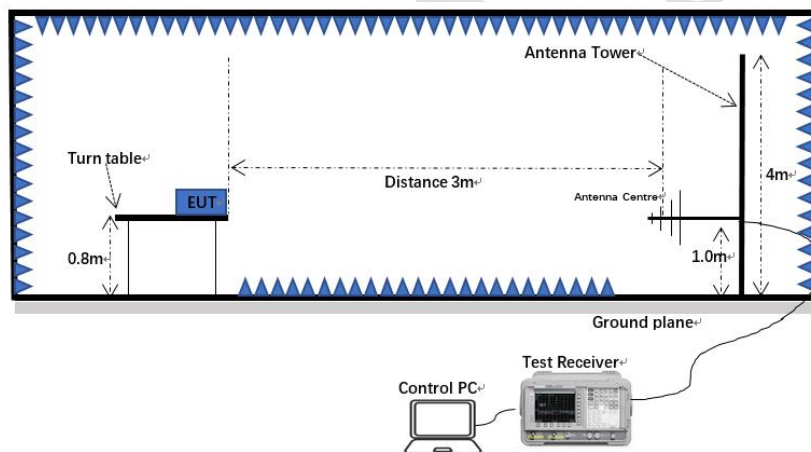 Antenna Tower↵
Turn table↵
EUT
Distance 3m↵
Antenna Centre↵
4m↵
0.8m↵
1.0m↵
Ground plane↵
Test Receiver↵
Control PC↵